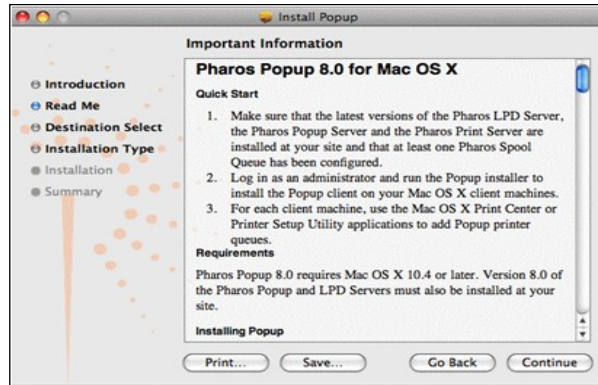 Install Popup
Important Information
Introduction
Read Me
Destination Select
Installation Type
Installation
Summary
Pharos Popup 8.0 for Mac OS X
Quick Start
1. Make sure that the latest versions of the Pharos LPD Server,
the Pharos Popup Server and the Pharos Print Server are
installed at your site and that at least one Pharos Spool
Queue has been configured.
2. Log in as an administrator and run the Popup installer to
install the Popup client on your Mac OS X client machines.
3. For each client machine, use the Mac OS X Print Center or
Printer Setup Utility applications to add Popup printer
queues.
Requirements
Pharos Popup 8.0 requires Mac OS X 10.4 or later. Version 8.0 of
the Pharos Popup and LPD Servers must also be installed at your
site.
Installing Popup
Print...
Save...
Go Back
Continue